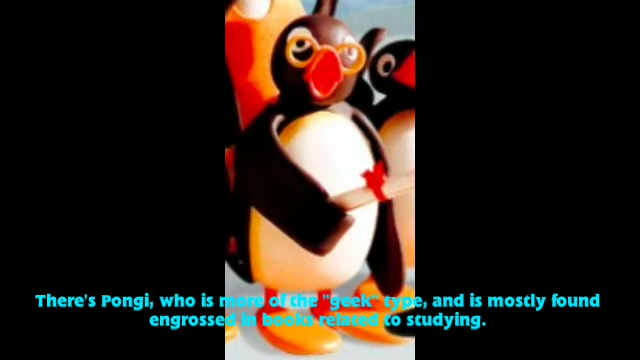 There's Pongi, who is more of the "geek" type, and is mostly found
engrossed in books related to studying.